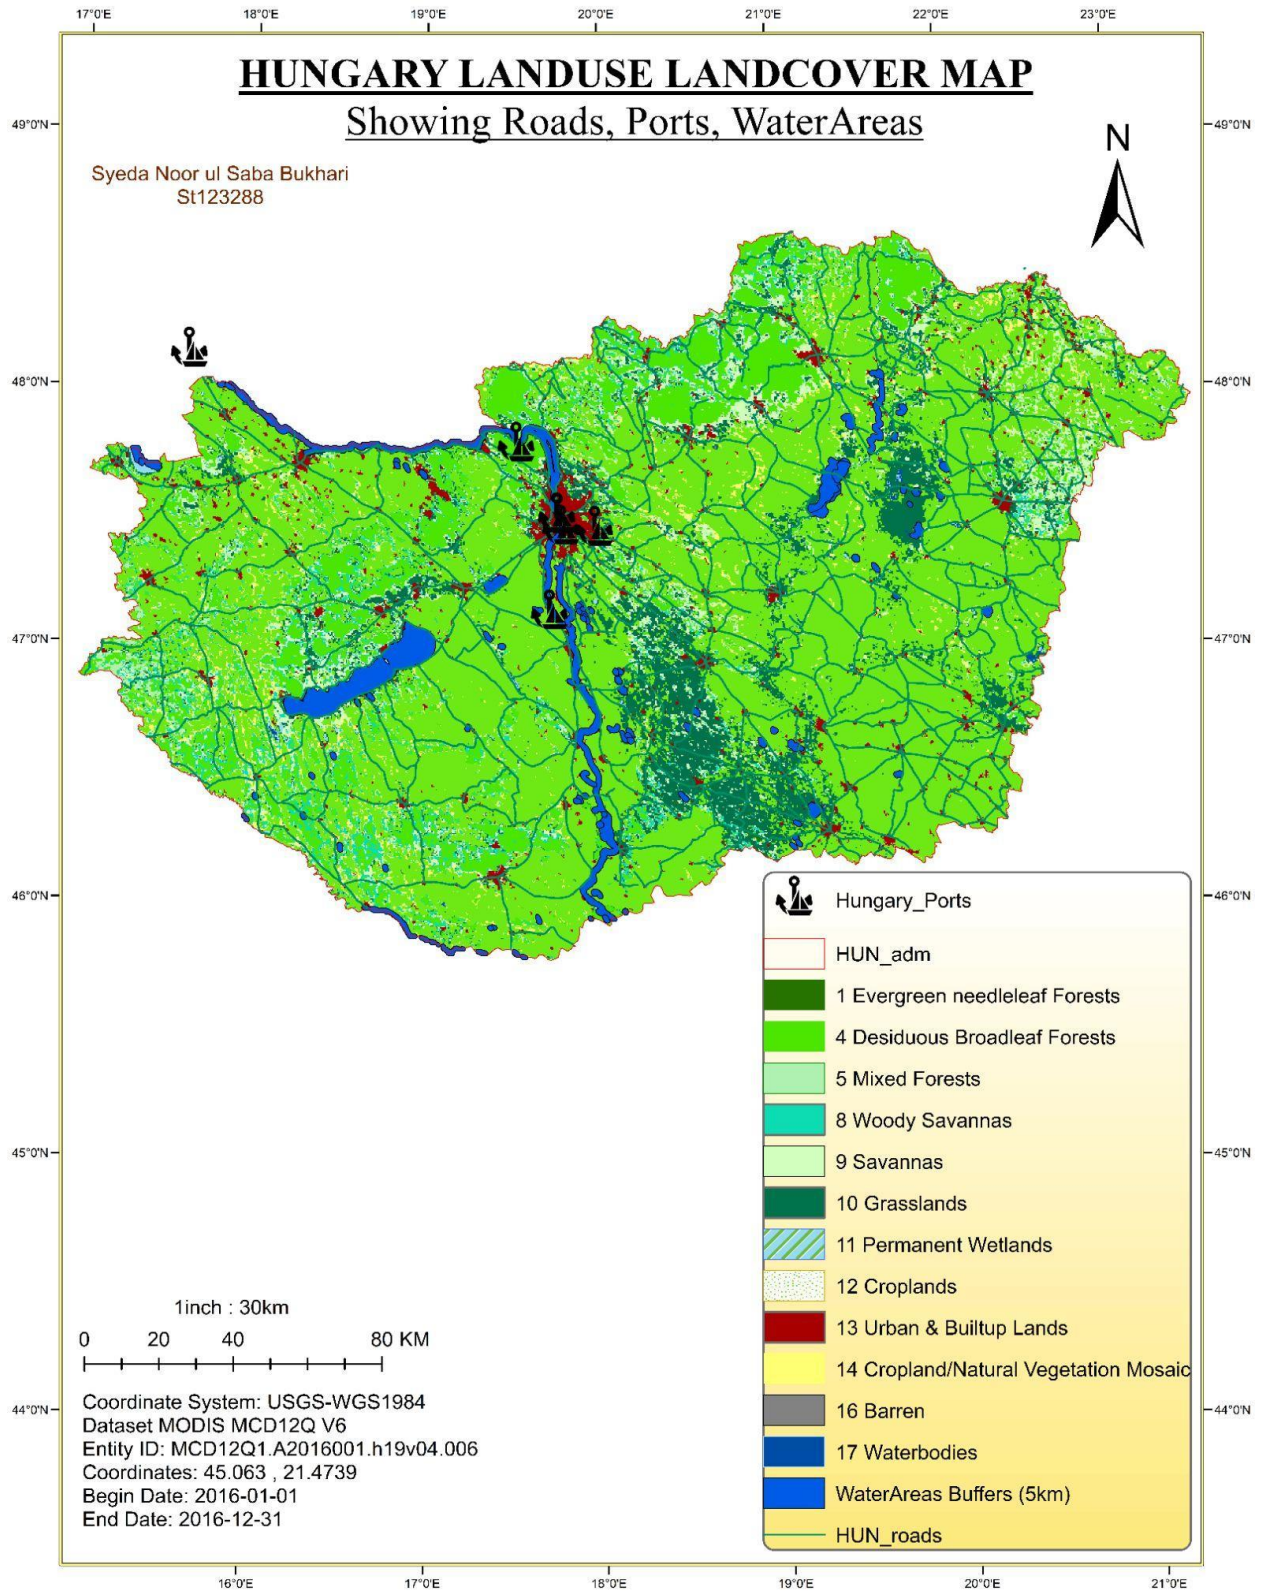 17°0'E 18°0'E 19°0'E 20°0'E 21°0'E 22°0'E 23°0'E
HUNGARY LANDUSE LANDCOVER MAP
Showing Roads, Ports, WaterAreas
49°0'N 49°0'N
N
Syeda Noor ul Saba Bukhari
St123288
48°0'N 48°0'N
47°0'N 47°0'N
46°0'N 46°0'N
Hungary_Ports
HUN_adm
1 Evergreen needleleaf Forests
4 Desiduous Broadleaf Forests
5 Mixed Forests
8 Woody Savannas
45°0'N 45°0'N
9 Savannas
10 Grasslands
11 Permanent Wetlands
12 Croplands
13 Urban & Builtup Lands
14 Cropland/Natural Vegetation Mosaic
16 Barren
17 Waterbodies
WaterAreas Buffers (5km)
HUN_roads
1inch : 30km
0 20 40 80 KM
Coordinate System: USGS-WGS1984
Dataset MODIS MCD12Q V6
Entity ID: MCD12Q1.A2016001.h19v04.006
Coordinates: 45.063 , 21.4739
Begin Date: 2016-01-01
End Date: 2016-12-31
44°0'N 44°0'N
16°0'E 17°0'E 18°0'E 19°0'E 20°0'E 21°0'E